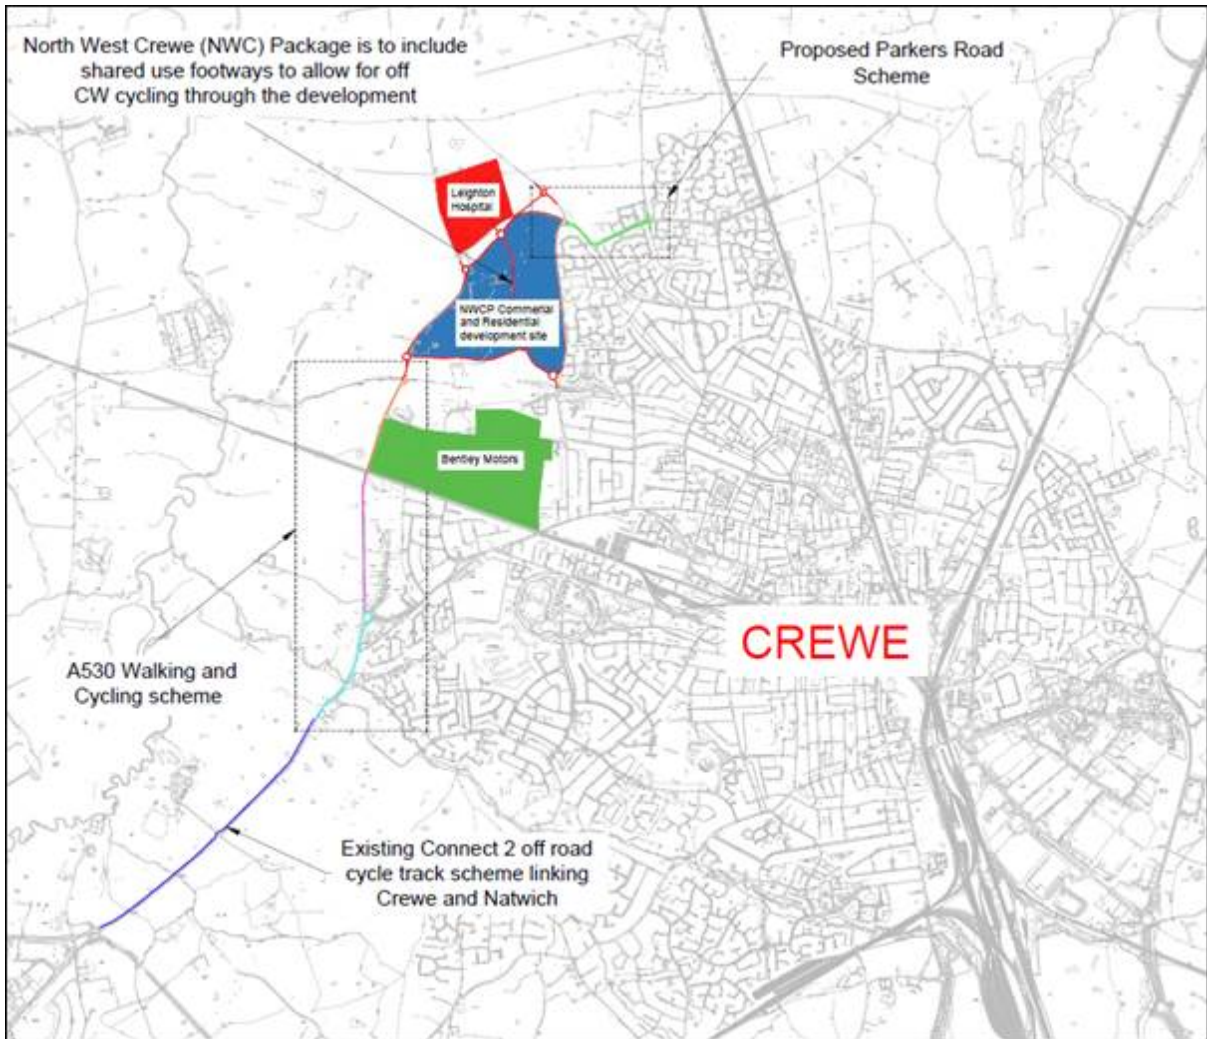 North West Crewe (NWC) Package is to include
shared use footways to allow for off
CW cycling through the development
Proposed Parkers Road
Scheme
Leighton
Hospital
NWCP Commerial
and Residential
development site
Bentley Motors
CREWE
A530 Walking and
Cycling scheme
Existing Connect 2 off road
cycle track scheme linking
Crewe and Natwich